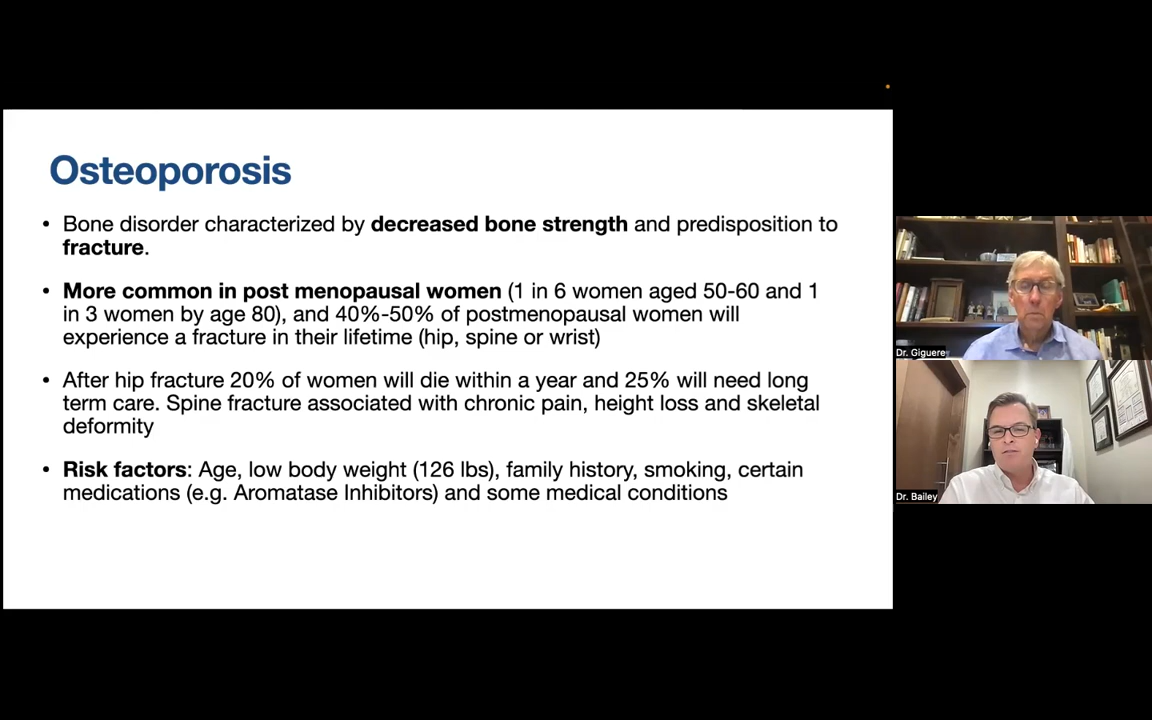 Osteoporosis
• Bone disorder characterized by decreased bone strength and predisposition to
fracture.
• More common in post menopausal women (1 in 6 women aged 50-60 and 1
in 3 women by age 80), and 40%-50% of postmenopausal women will
experience a fracture in their lifetime (hip, spine or wrist)
• After hip fracture 20% of women will die within a year and 25% will need long
term care. Spine fracture associated with chronic pain, height loss and skeletal
deformity
• Risk factors: Age, low body weight (126 lbs), family history, smoking, certain
medications (e.g. Aromatase Inhibitors) and some medical conditions
Dr. Giguere
Dr. Bailey